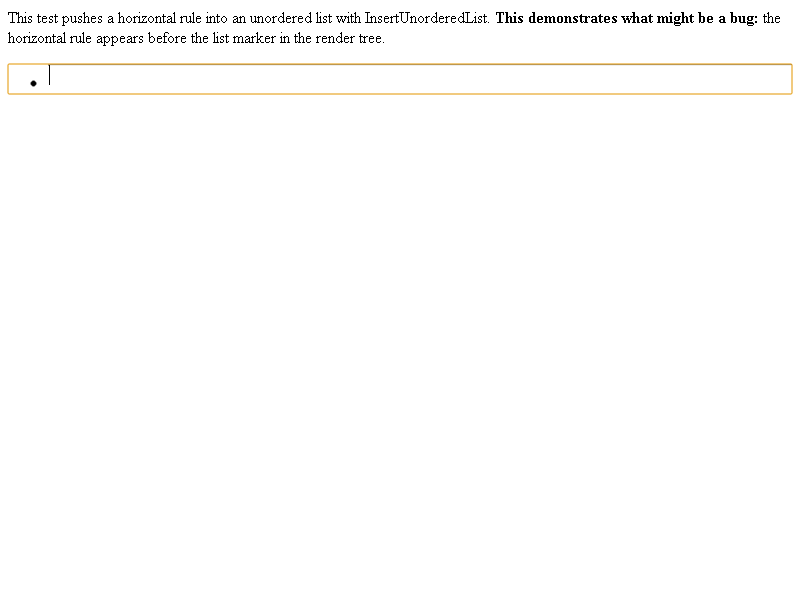 This test pushes a horizontal rule into an unordered list with InsertUnorderedList. This demonstrates what might be a bug: the
horizontal rule appears before the list marker in the render tree.